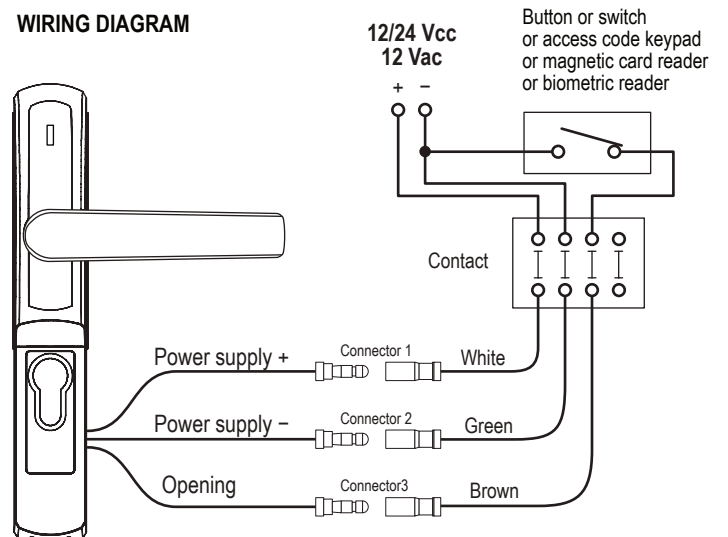 WIRING DIAGRAM
12/24 Vcc
12 Vac
+ −
Button or switch
or access code keypad
or magnetic card reader
or biometric reader
Contact
Power supply +
Connector 1
White
Power supply −
Connector 2
Green
Opening
Connector3
Brown